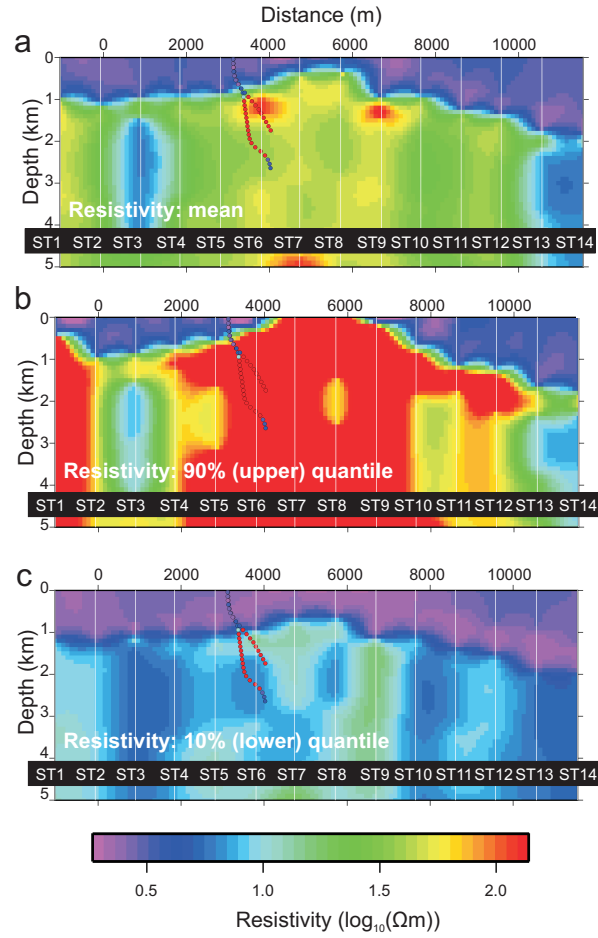 Distance (m)
a
0 2000 4000 6000 8000 10000
0
1
2
3
4
5
Depth (km)
Resistivity: mean
ST1 ST2 ST3 ST4 ST5 ST6 ST7 ST8 ST9 ST10 ST11 ST12 ST13 ST14
b
0 2000 4000 6000 8000 10000
0
1
2
3
4
5
Depth (km)
Resistivity: 90% (upper) quantile
ST1 ST2 ST3 ST4 ST5 ST6 ST7 ST8 ST9 ST10 ST11 ST12 ST13 ST14
c
0 2000 4000 6000 8000 10000
0
1
2
3
4
5
Depth (km)
Resistivity: 10% (lower) quantile
ST1 ST2 ST3 ST4 ST5 ST6 ST7 ST8 ST9 ST10 ST11 ST12 ST13 ST14
0.5 1.0 1.5 2.0
Resistivity (log10(Ωm))